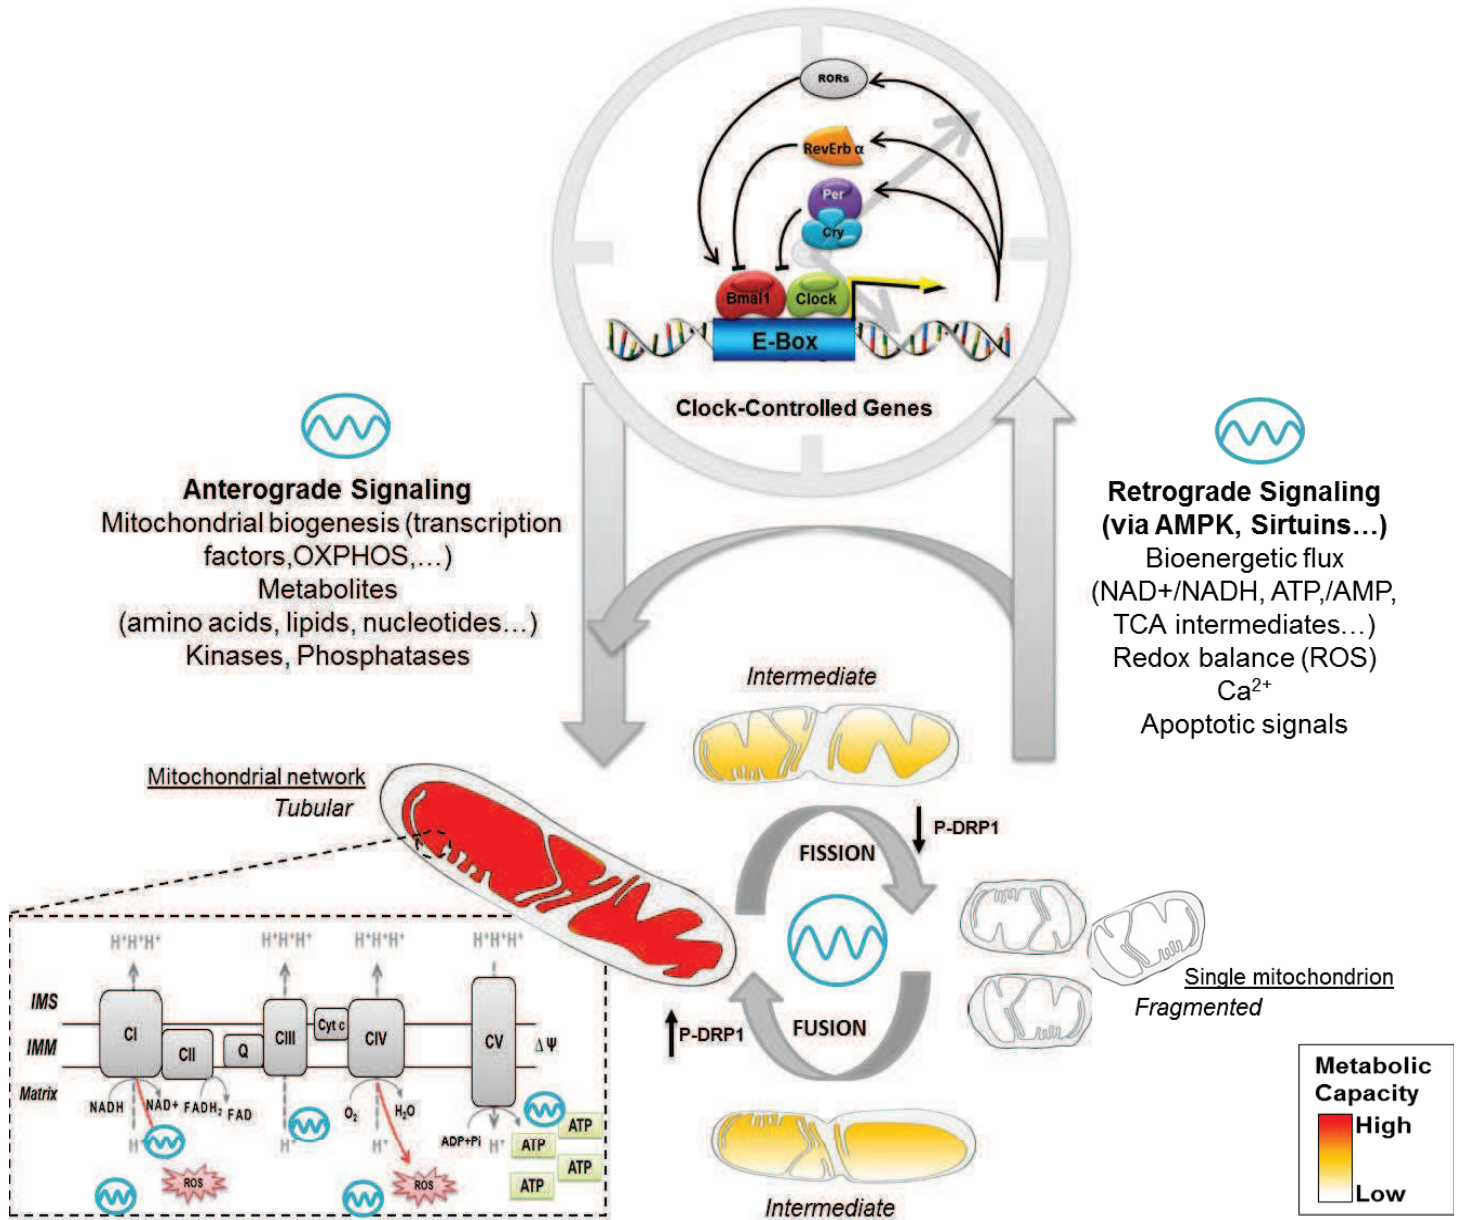 RORs
RevErb α
Per
Cry
Bmal1
Clock
E-Box
Clock-Controlled Genes
Anterograde Signaling
Mitochondrial biogenesis (transcription
factors,OXPHOS,...)
Metabolites
(amino acids, lipids, nucleotides...)
Kinases, Phosphatases
Retrograde Signaling
(via AMPK, Sirtuins...)
Bioenergetic flux
(NAD+/NADH, ATP,/AMP,
TCA intermediates...)
Redox balance (ROS)
Ca²⁺
Apoptotic signals
Intermediate
Mitochondrial network
Tubular
P-DRP1
FISSION
FUSION
P-DRP1
Single mitochondrion
Fragmented
Intermediate
H⁺H⁺H⁺
H⁺H⁺H⁺
H⁺H⁺H⁺
H⁺H⁺H⁺
IMS
IMM
Matrix
CI
CII
Q
CIII
Cyt c
CIV
CV
Δ Ψ
NADH
NAD+
FADH₂
FAD
O₂
H₂O
ADP+Pi
H⁺
H⁺
H⁺
H⁺
ATP
ATP
ATP
ATP
ROS
ROS
Metabolic
Capacity
High
Low